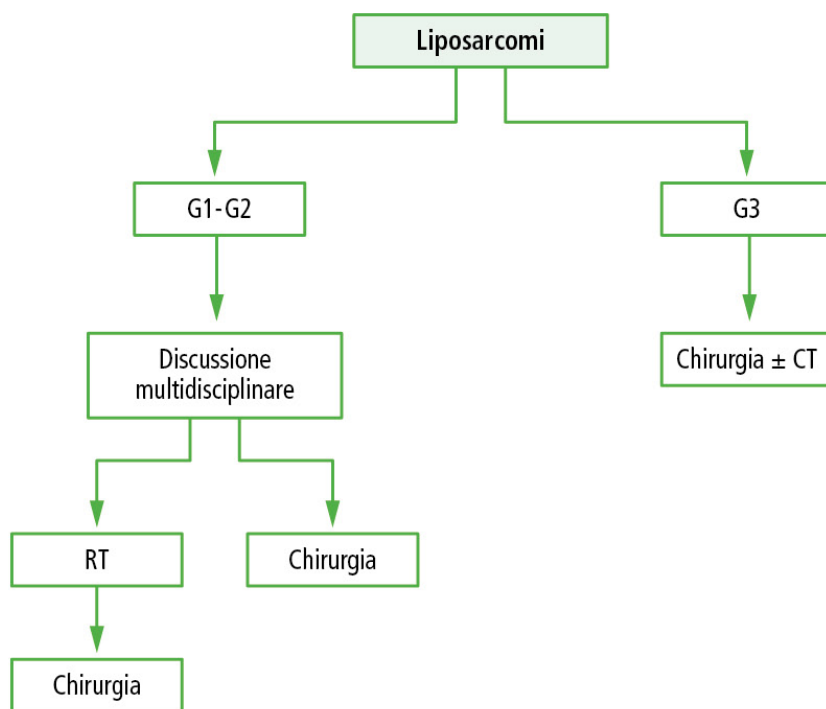 Liposarcomi
G1-G2
G3
Discussione
multidisciplinare
Chirurgia ± CT
RT
Chirurgia
Chirurgia